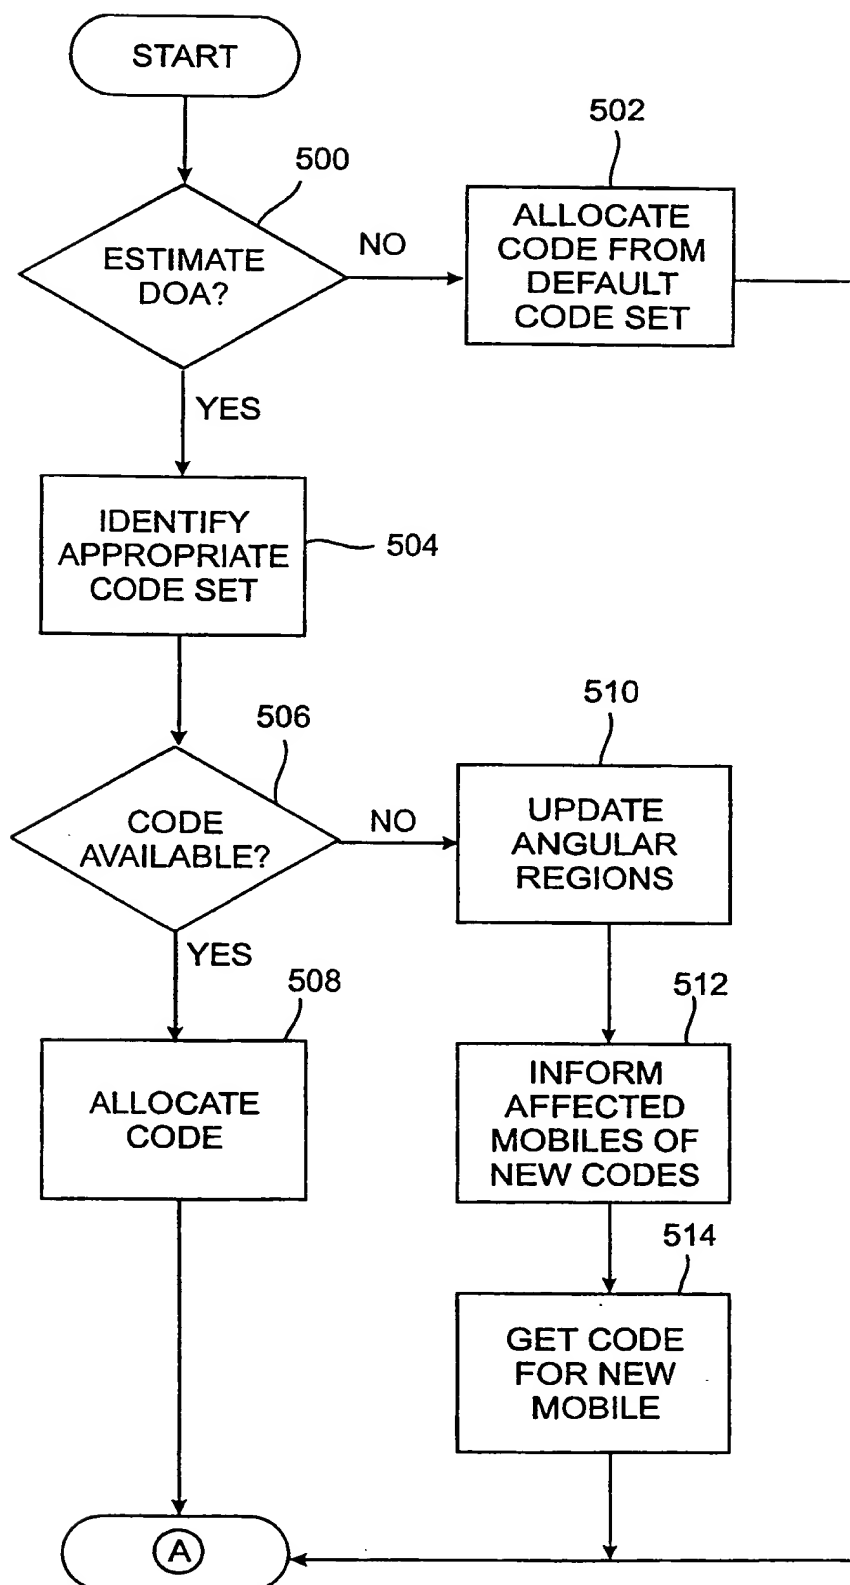 START
500
ESTIMATE
DOA?
NO
502
ALLOCATE
CODE FROM
DEFAULT
CODE SET
YES
IDENTIFY
APPROPRIATE
CODE SET
504
506
CODE
AVAILABLE?
NO
510
UPDATE
ANGULAR
REGIONS
YES
508
ALLOCATE
CODE
512
INFORM
AFFECTED
MOBILES OF
NEW CODES
514
GET CODE
FOR NEW
MOBILE
A